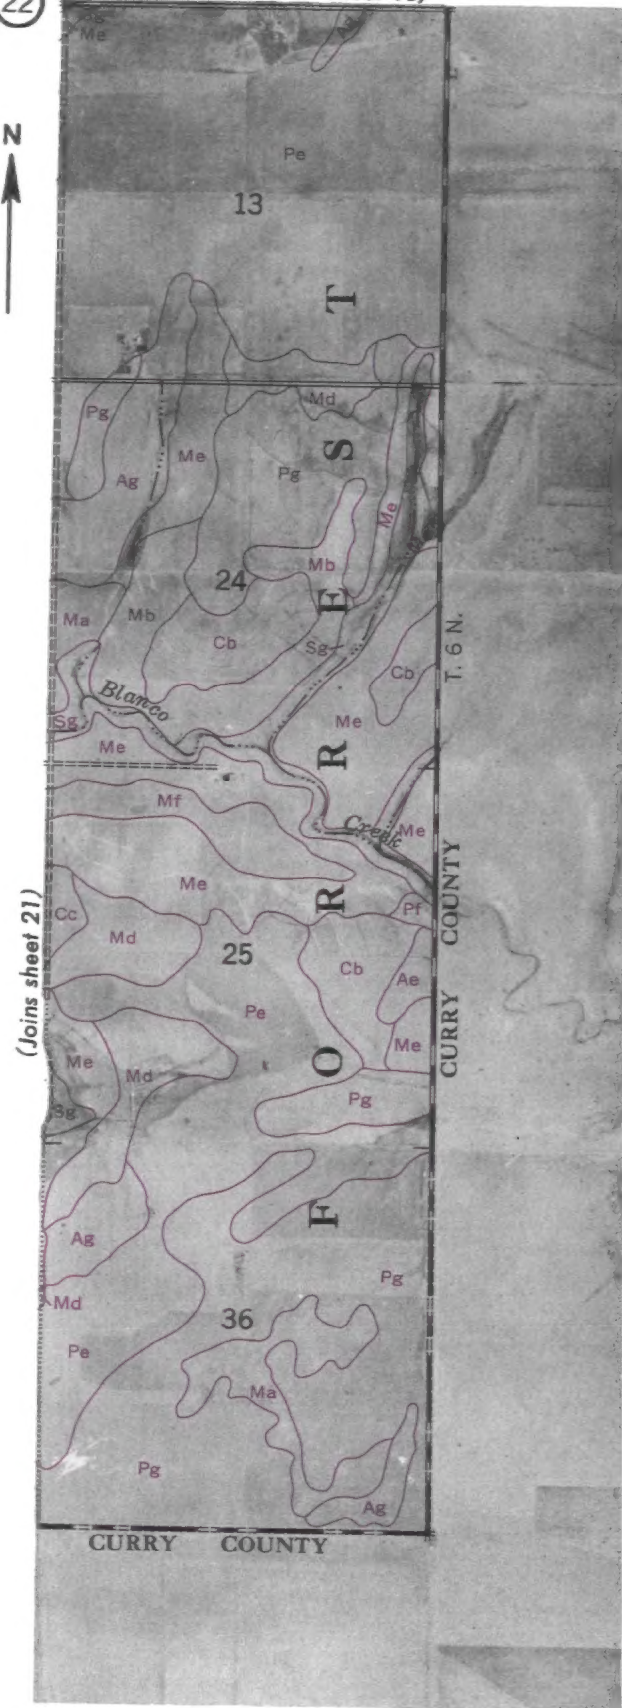 22
Me
N
Pe
13
T
Pg
Md
Me
S
Pg
Ag
Me
Mb
24
E
Ma
Mb
Cb
Sg
T. 6 N.
Cb
Blanco
Sg
Me
Me
R
Mf
Creek
Me
Me
R
Pf
COUNTY
Cc
Md
25
Cb
Ae
(Joins sheet 21)
Pe
CURRY
Me
Me
Md
O
Pg
Sg
F
Ag
Pg
Md
36
Pe
Ma
Pg
Ag
CURRY COUNTY